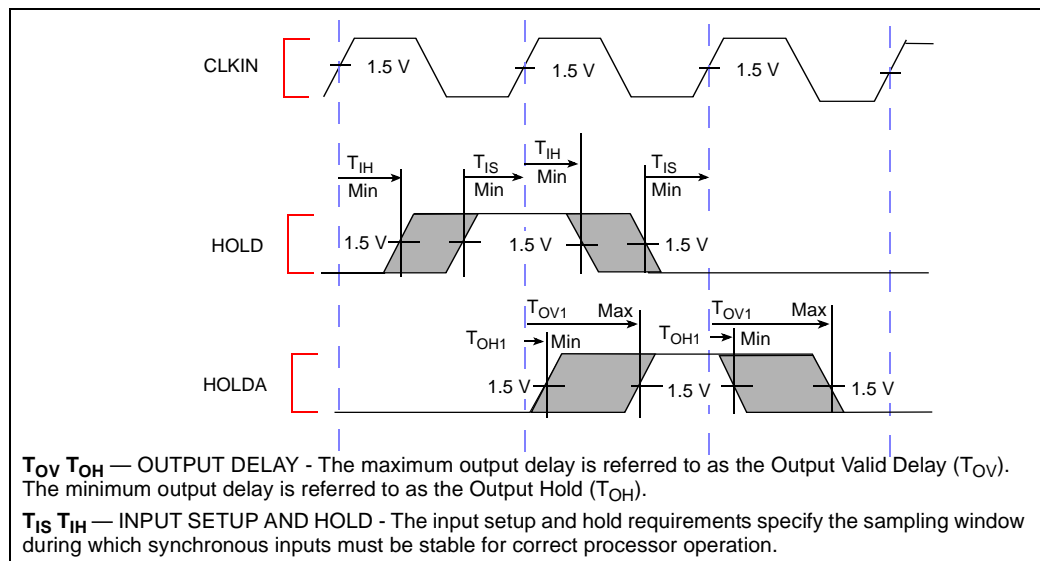 CLKIN
1.5 V 1.5 V 1.5 V
TIH TIS TIH TIS
Min Min Min Min
HOLD
1.5 V 1.5 V 1.5 V
TOV1 Max TOV1 Max
TOH1 Min TOH1 Min
HOLDA
1.5 V 1.5 V 1.5 V
TOV TOH — OUTPUT DELAY - The maximum output delay is referred to as the Output Valid Delay (TOV).
The minimum output delay is referred to as the Output Hold (TOH).
TIS TIH — INPUT SETUP AND HOLD - The input setup and hold requirements specify the sampling window
during which synchronous inputs must be stable for correct processor operation.